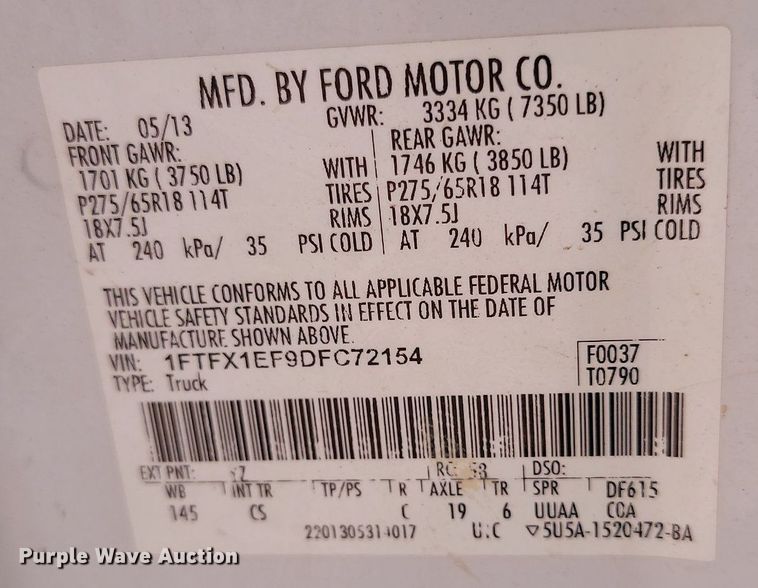 MFD. BY FORD MOTOR CO.
DATE: 05/13 GVWR: 3334 KG ( 7350 LB)
FRONT GAWR: REAR GAWR:
1701 KG ( 3750 LB) WITH 1746 KG ( 3850 LB) WITH
P275/65R18 114T TIRES P275/65R18 114T TIRES
18X7.5J RIMS 18X7.5J RIMS
AT 240 kPa/ 35 PSI COLD AT 240 kPa/ 35 PSI COLD
THIS VEHICLE CONFORMS TO ALL APPLICABLE FEDERAL MOTOR
VEHICLE SAFETY STANDARDS IN EFFECT ON THE DATE OF
MANUFACTURE SHOWN ABOVE.
VIN: 1FTFX1EF9DFC72154 F0037
TYPE: Truck T0790
EXT PNT: RC: DSO:
WB INT TR TP/PS R AXLE TR SPR DF615
145 CS C 19 6 UUAA CCA
2201305314017 ▽5U5A-1520472-BA
Purple Wave Auction